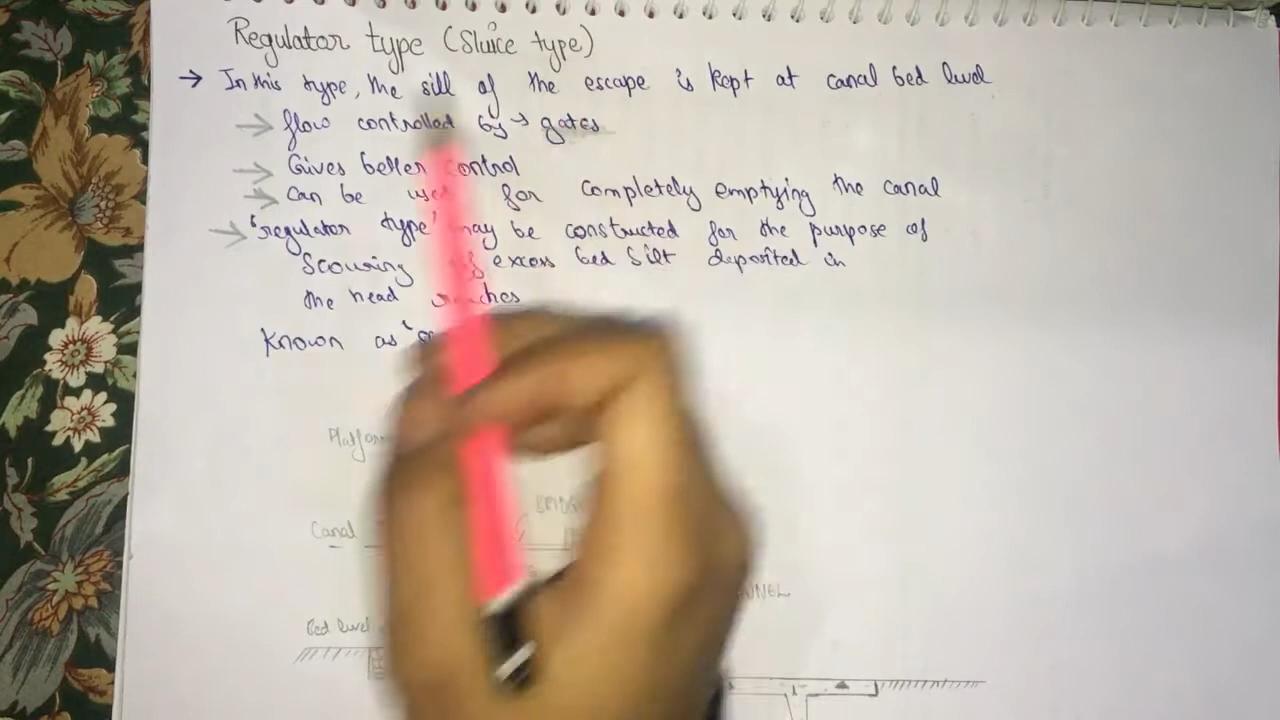 Regulator type (Sluice type)
→ In this type, the sill of the escape is kept at canal bed level
→ flow controlled by → gates
→ Gives better control
→ Can be for completely emptying the canal
→ 'regulator type' may be constructed for the purpose of
Scouring of excess bed silt deposited in
the head
Known as
Canal
Bed level